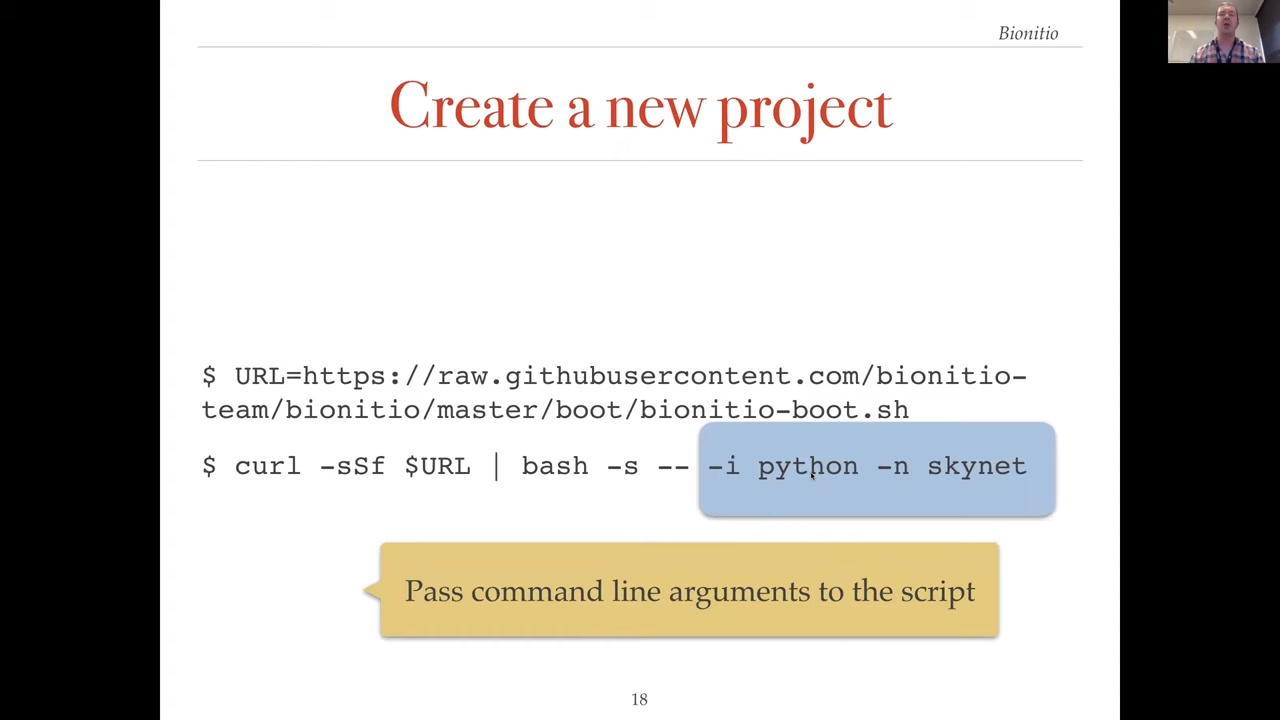 Bionitio
Create a new project
$ URL=https://raw.githubusercontent.com/bionitio-
team/bionitio/master/boot/bionitio-boot.sh
$ curl -sSf $URL | bash -s -- -i python -n skynet
Pass command line arguments to the script
18